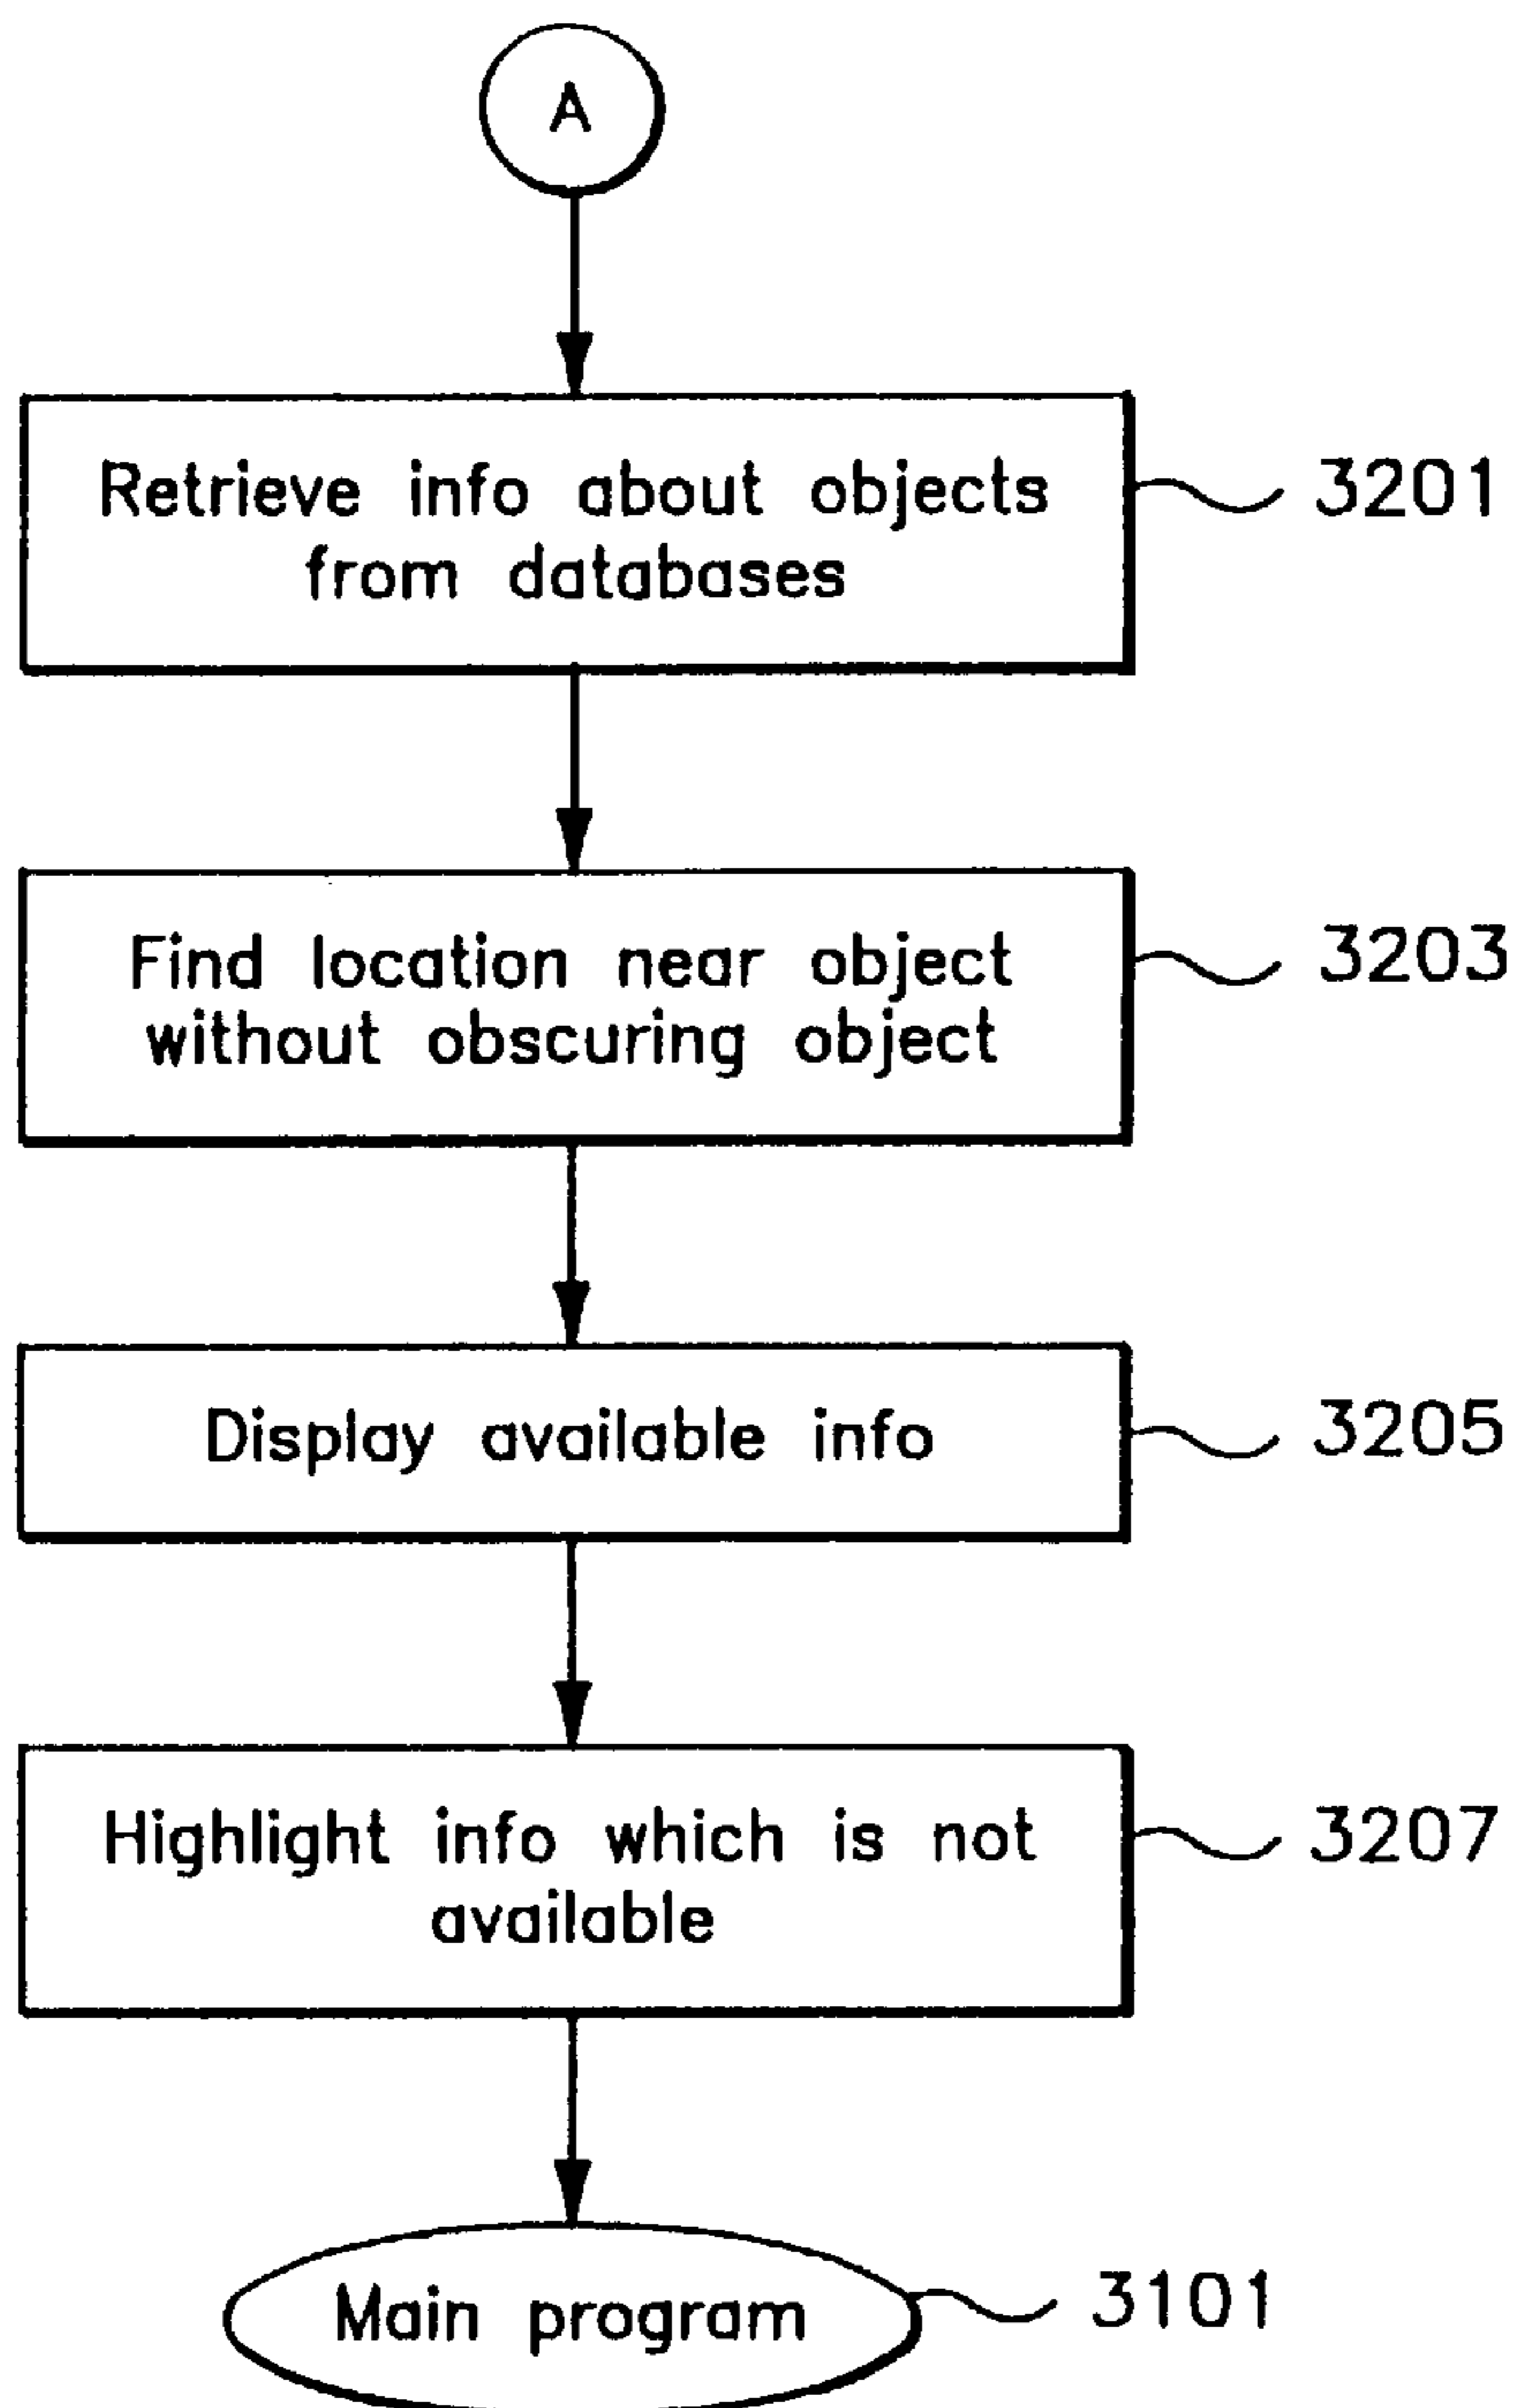 A
Retrieve info about objects
from databases
3201
Find location near object
without obscuring object
3203
Display available info
3205
Highlight info which is not
available
3207
Main program
3101